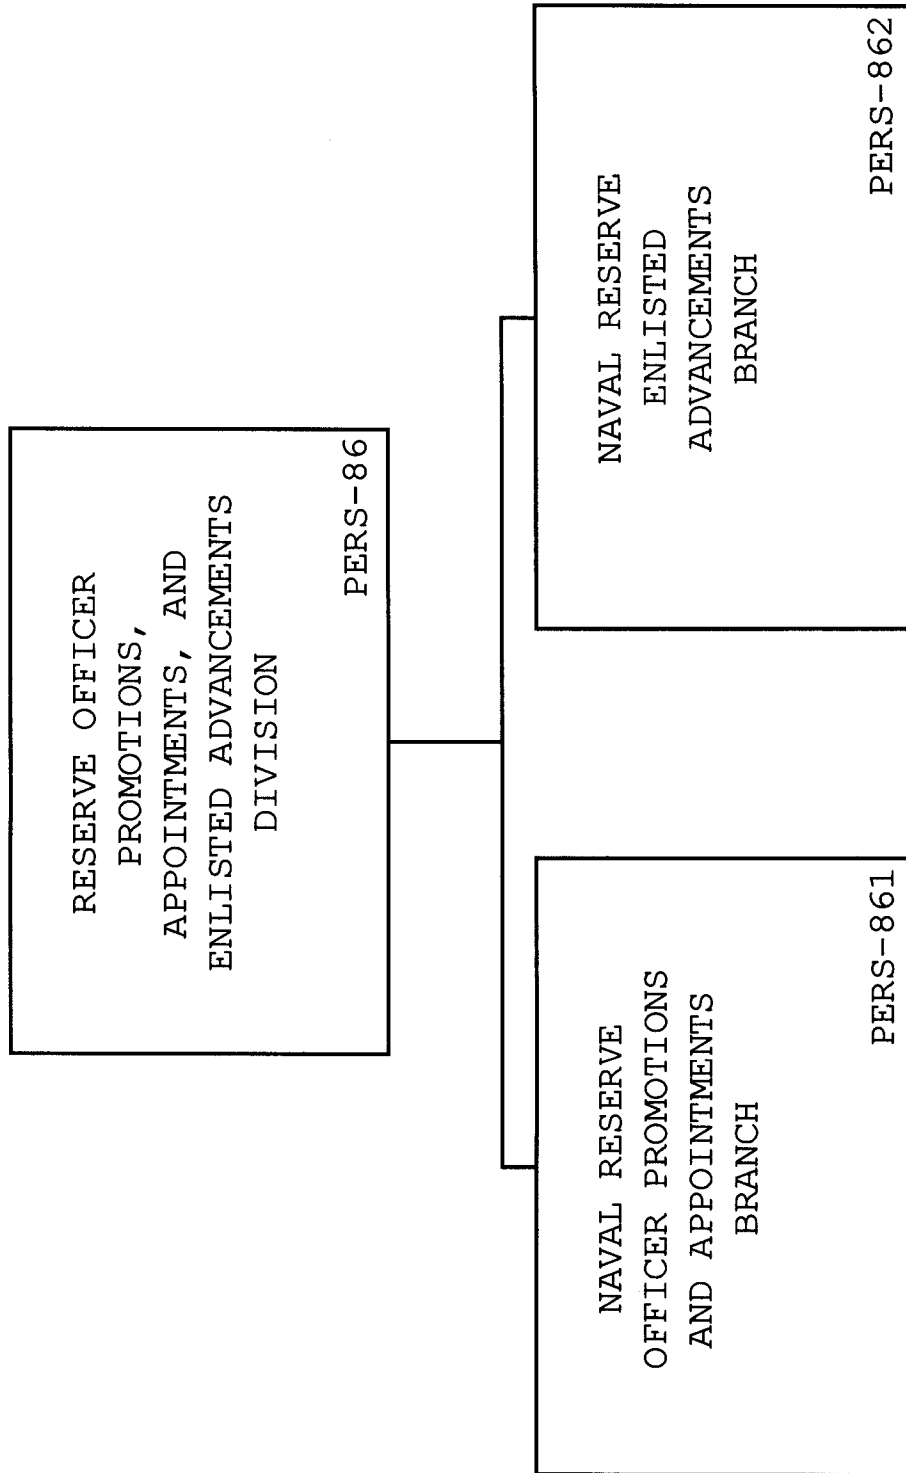 RESERVE OFFICER
PROMOTIONS,
APPOINTMENTS, AND
ENLISTED ADVANCEMENTS
DIVISION
PERS-86
NAVAL RESERVE
OFFICER PROMOTIONS
AND APPOINTMENTS
BRANCH
PERS-861
NAVAL RESERVE
ENLISTED
ADVANCEMENTS
BRANCH
PERS-862